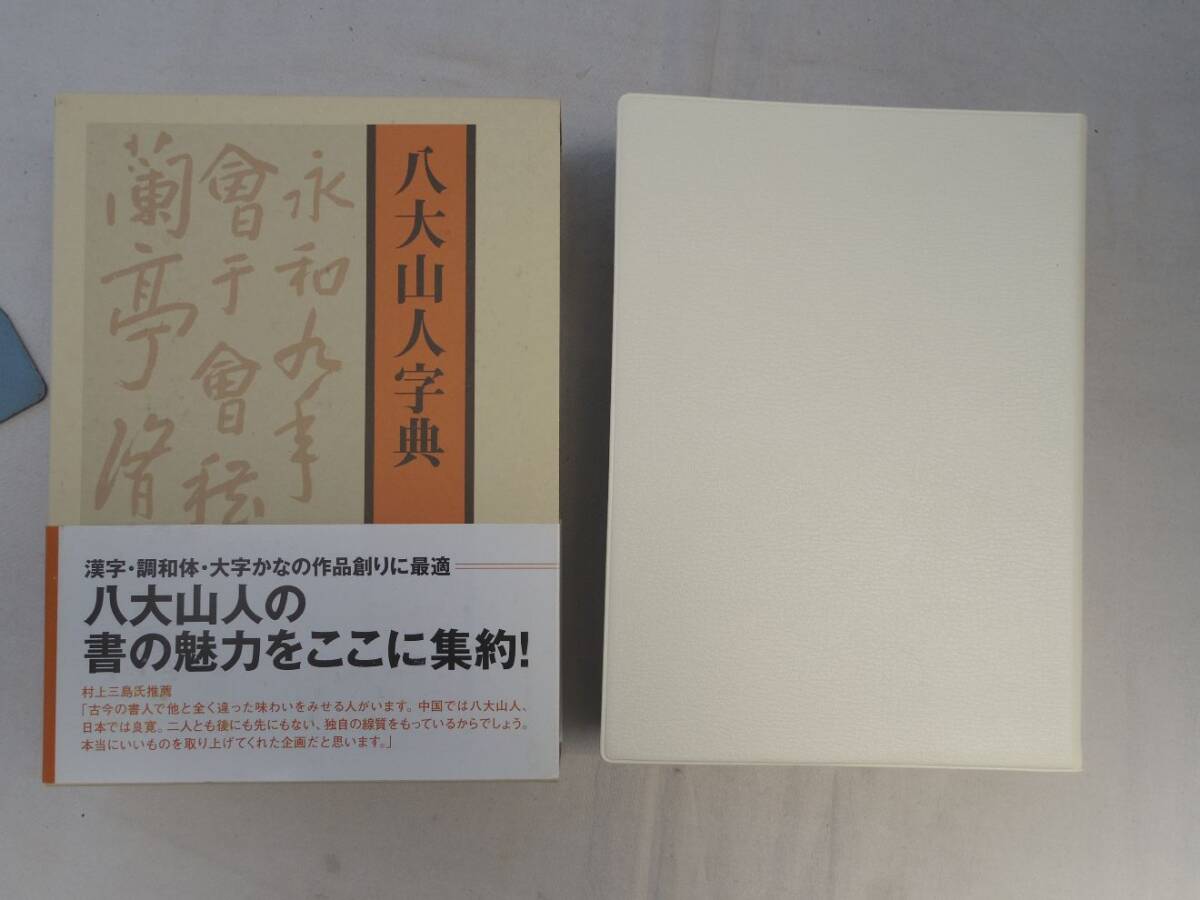 八大山人字典
永和九年
會于會稽
蘭亭脩
漢字・調和体・大字かなの作品創りに最適
八大山人の
書の魅力をここに集約!
村上三島氏推薦
「古今の書人で他と全く違った味わいをみせる人がいます。中国では八大山人、
日本では良寛。二人とも後にも先にもない、独自の線質をもっているからでしょう。
本当にいいものを取り上げてくれた企画だと思います。」